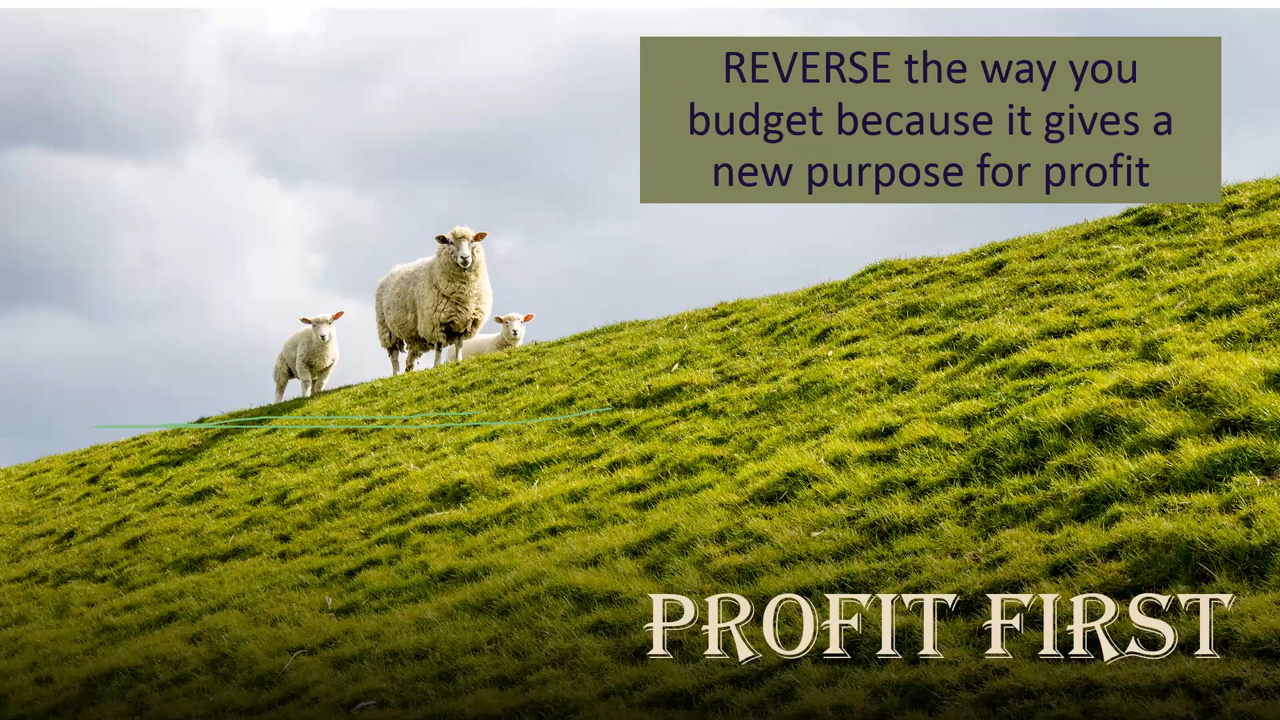 REVERSE the way you
budget because it gives a
new purpose for profit
PROFIT FIRST